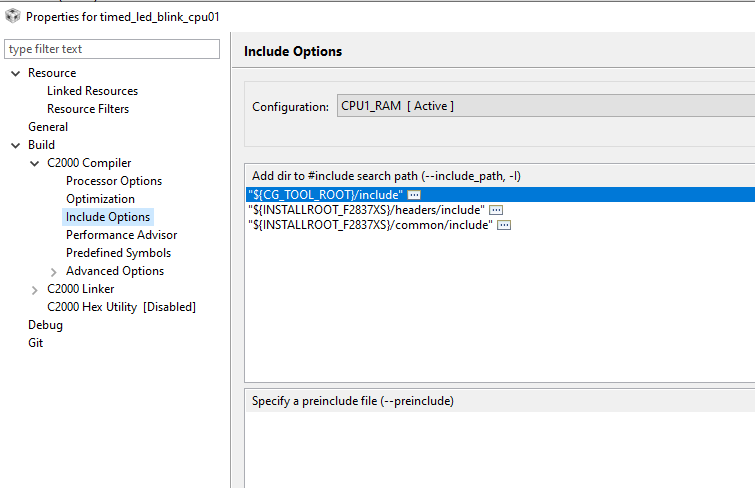 Properties for timed_led_blink_cpu01
type filter text
Resource
Linked Resources
Resource Filters
General
Build
C2000 Compiler
Processor Options
Optimization
Include Options
Performance Advisor
Predefined Symbols
Advanced Options
C2000 Linker
C2000 Hex Utility [Disabled]
Debug
Git
Include Options
Configuration: CPU1_RAM [ Active ]
Add dir to #include search path (--include_path, -I)
"${CG_TOOL_ROOT}/include"
"${INSTALLROOT_F2837XS}/headers/include"
"${INSTALLROOT_F2837XS}/common/include"
Specify a preinclude file (--preinclude)